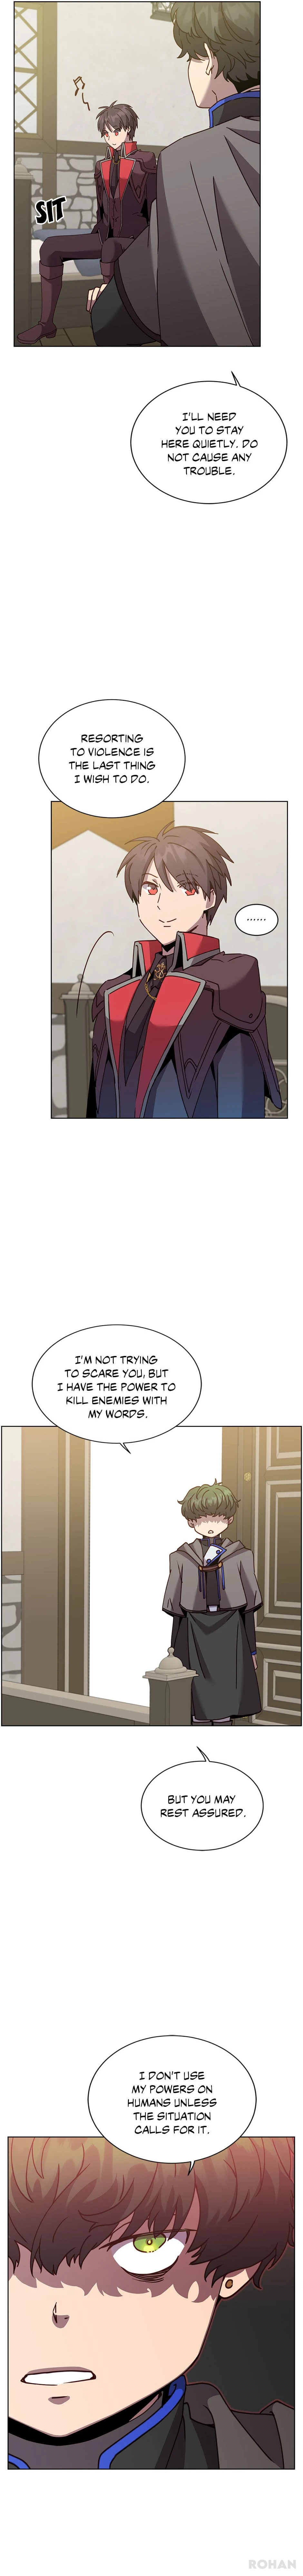 SIT
I'LL NEED
YOU TO STAY
HERE QUIETLY. DO
NOT CAUSE ANY
TROUBLE.
RESORTING
TO VIOLENCE IS
THE LAST THING
I WISH TO DO.
......
I'M NOT TRYING
TO SCARE YOU, BUT
I HAVE THE POWER TO
KILL ENEMIES WITH
MY WORDS.
BUT YOU MAY
REST ASSURED.
I DON'T USE
MY POWERS ON
HUMANS UNLESS
THE SITUATION
CALLS FOR IT.
ROHAN